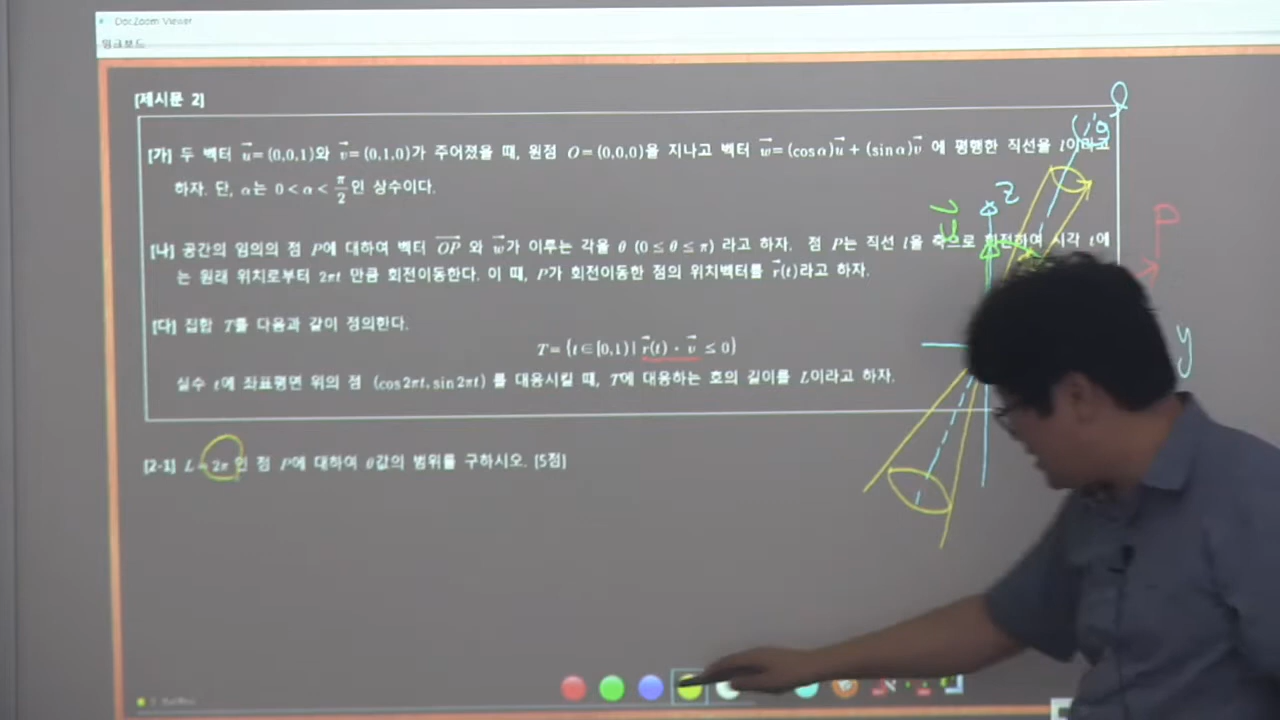 Doc.Zoom Viewer
잉크보드
[제시문 2]
[가] 두 벡터 u⃗=(0,0,1)와 v⃗=(0,1,0)가 주어졌을 때, 원점 O=(0,0,0)을 지나고 벡터 w⃗=(cosα)u⃗+(sinα)v⃗ 에 평행한 직선을 l이라고
하자. 단, α는 0<α<π/2인 상수이다.
[나] 공간의 임의의 점 P에 대하여 벡터 OP⃗ 와 w⃗가 이루는 각을 θ (0≤θ≤π) 라고 하자. 점 P는 직선 l을 축으로 회전하여 시각 t에
는 원래 위치로부터 2πt 만큼 회전이동한다. 이 때, P가 회전이동한 점의 위치벡터를 r⃗(t)라고 하자.
[다] 집합 T를 다음과 같이 정의한다.
T={t∈[0,1)| r⃗(t)·v⃗ ≤0}
실수 t에 좌표평면 위의 점 (cos2πt, sin2πt) 를 대응시킬 때, T에 대응하는 호의 길이를 L이라고 하자.
[2-1] L=2π 인 점 P에 대하여 θ값의 범위를 구하시오. [5점]
l
z
P
y